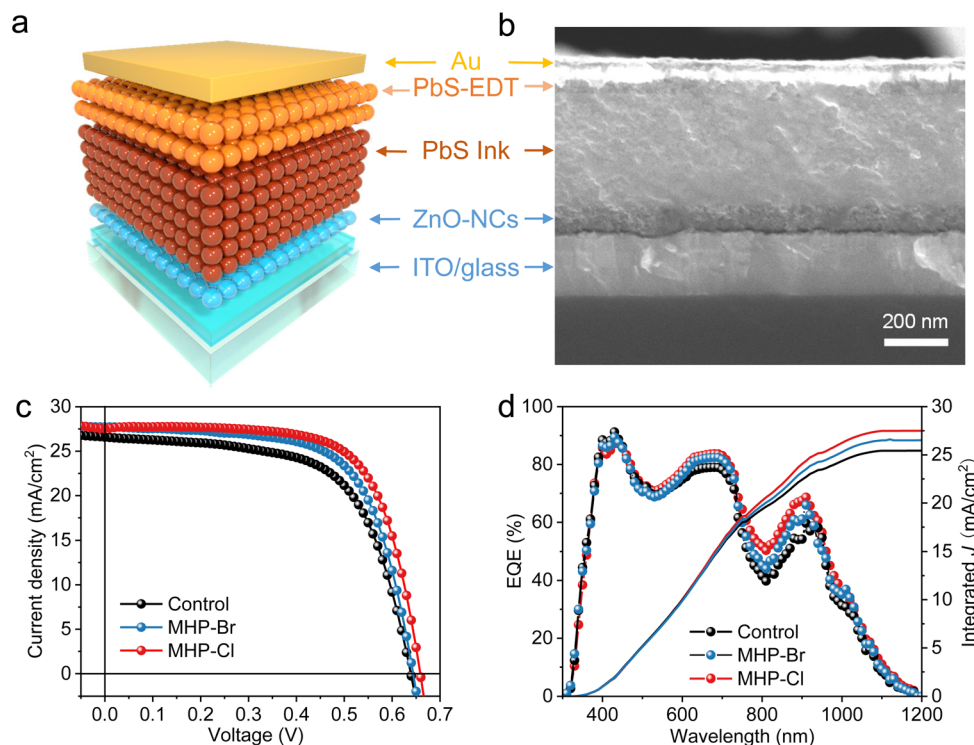 a
Au
PbS-EDT
PbS Ink
ZnO-NCs
ITO/glass
b
200 nm
c
Current density (mA/cm²)
30
25
20
15
10
5
0
Control
MHP-Br
MHP-Cl
0.0 0.1 0.2 0.3 0.4 0.5 0.6 0.7
Voltage (V)
d
EQE (%)
100
80
60
40
20
0
Control
MHP-Br
MHP-Cl
30
25
20
15
10
5
0
Integrated J (mA/cm²)
400 600 800 1000 1200
Wavelength (nm)